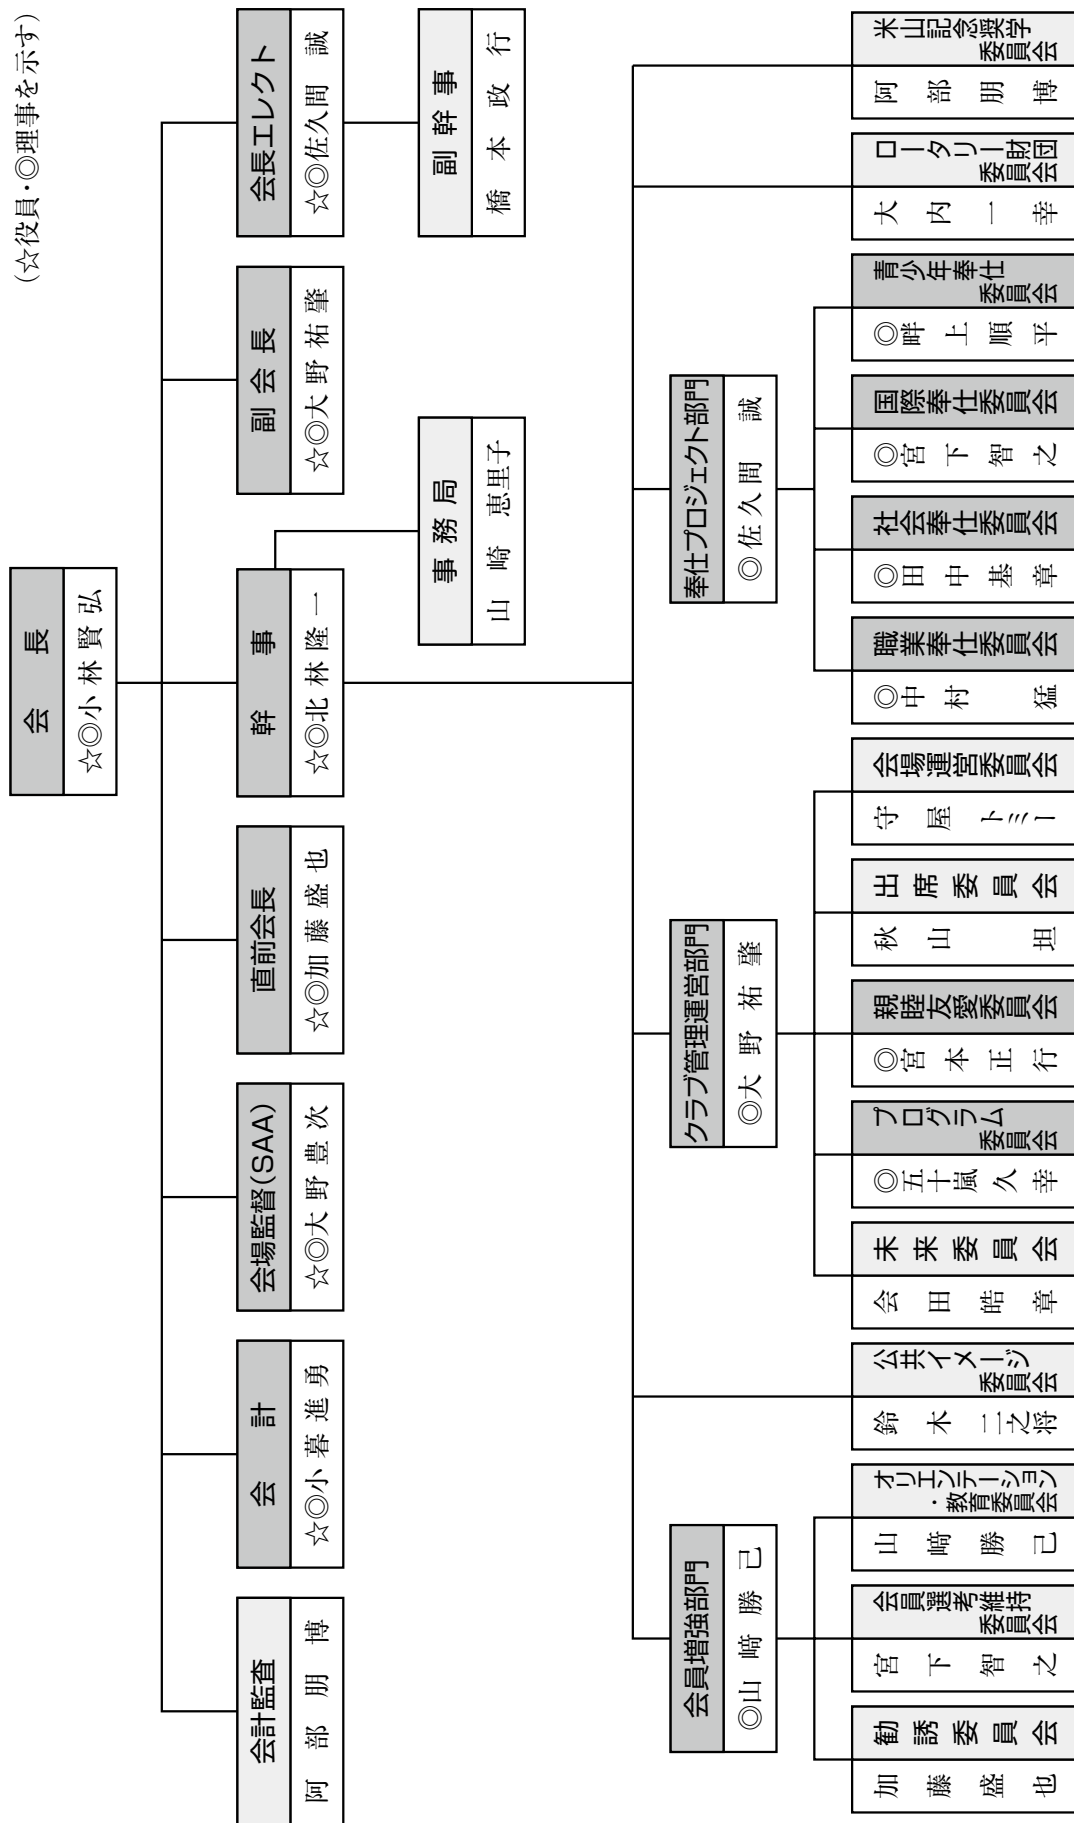 (☆役員・◎理事を示す)
会長
☆◎小林賢弘
会計監査
阿部朋博
会計
☆◎小暮進勇
会場監督(SAA)
☆◎大野豊次
直前会長
☆◎加藤盛也
幹事
☆◎北林隆一
副会長
☆◎大野祐肇
会長エレクト
☆◎佐久間 誠
事務局
山崎 恵里子
副幹事
橋本政行
会員増強部門
◎山﨑勝己
クラブ管理運営部門
◎大野祐肇
奉仕プロジェクト部門
◎佐久間 誠
勧誘委員会
加藤盛也
会員選考維持
委員会
宮下智之
オリエンテーション
・教育委員会
山﨑勝己
公共イメージ
委員会
鈴木二之将
未来委員会
会田皓章
プログラム
委員会
◎五十嵐久幸
親睦友愛委員会
◎宮本正行
出席委員会
秋山 坦
会場運営委員会
守屋トミー
職業奉仕委員会
◎中村 猛
社会奉仕委員会
◎田中基章
国際奉仕委員会
◎宮下智之
青少年奉仕
委員会
◎畔上順平
ロータリー財団
委員会
大内一幸
米山記念奨学
委員会
阿部朋博